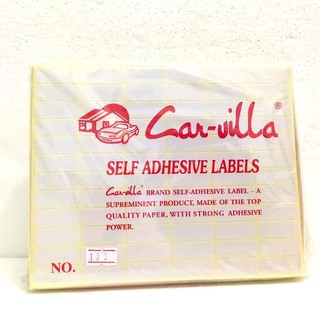 Car-villa®
SELF ADHESIVE LABELS
Car-villa® BRAND SELF-ADHESIVE LABEL - A
SUPREMINENT PRODUCT, MADE OF THE TOP
QUALITY PAPER, WITH STRONG ADHESIVE
POWER.
NO.